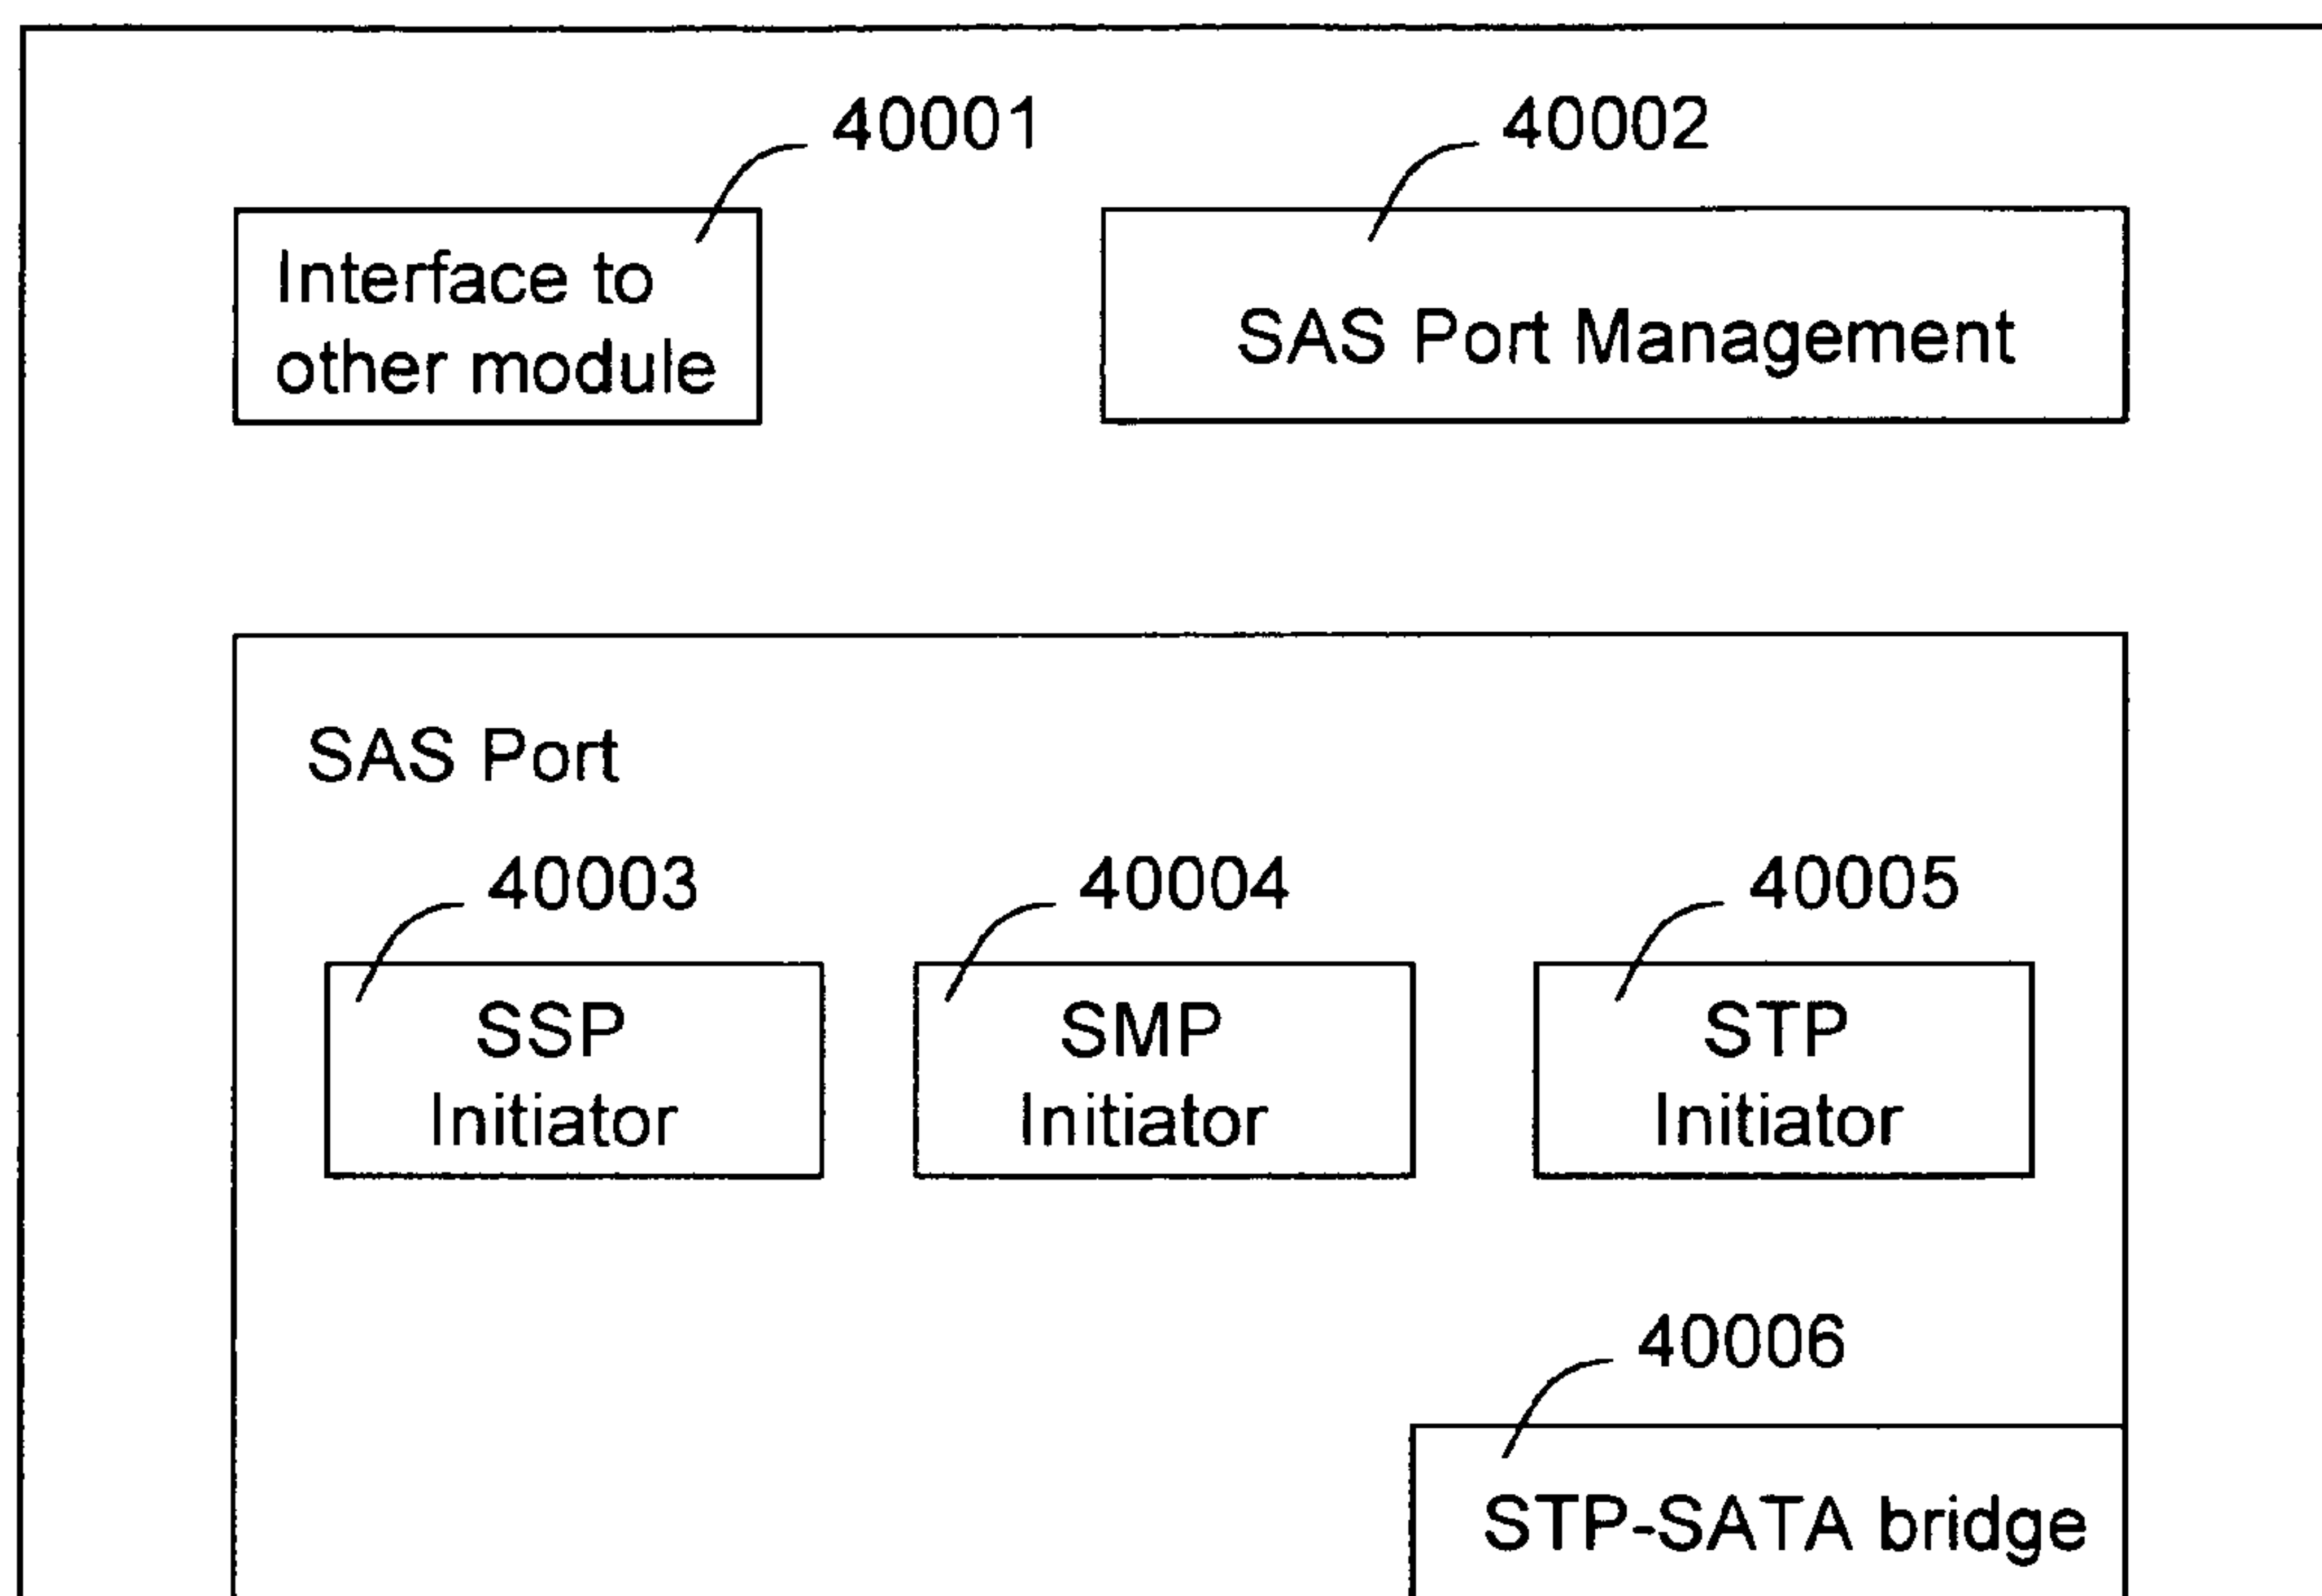 40001
40002
Interface to
other module
SAS Port Management
SAS Port
40003
40004
40005
SSP
Initiator
SMP
Initiator
STP
Initiator
40006
STP-SATA bridge